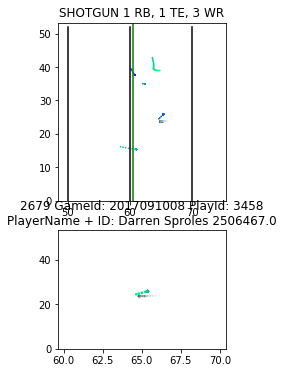 SHOTGUN 1 RB, 1 TE, 3 WR
50
40
30
20
10
0
50 60 70
2679 GameId: 2017091008 PlayId: 3458
PlayerName + ID: Darren Sproles 2506467.0
40
20
0
60.0 62.5 65.0 67.5 70.0